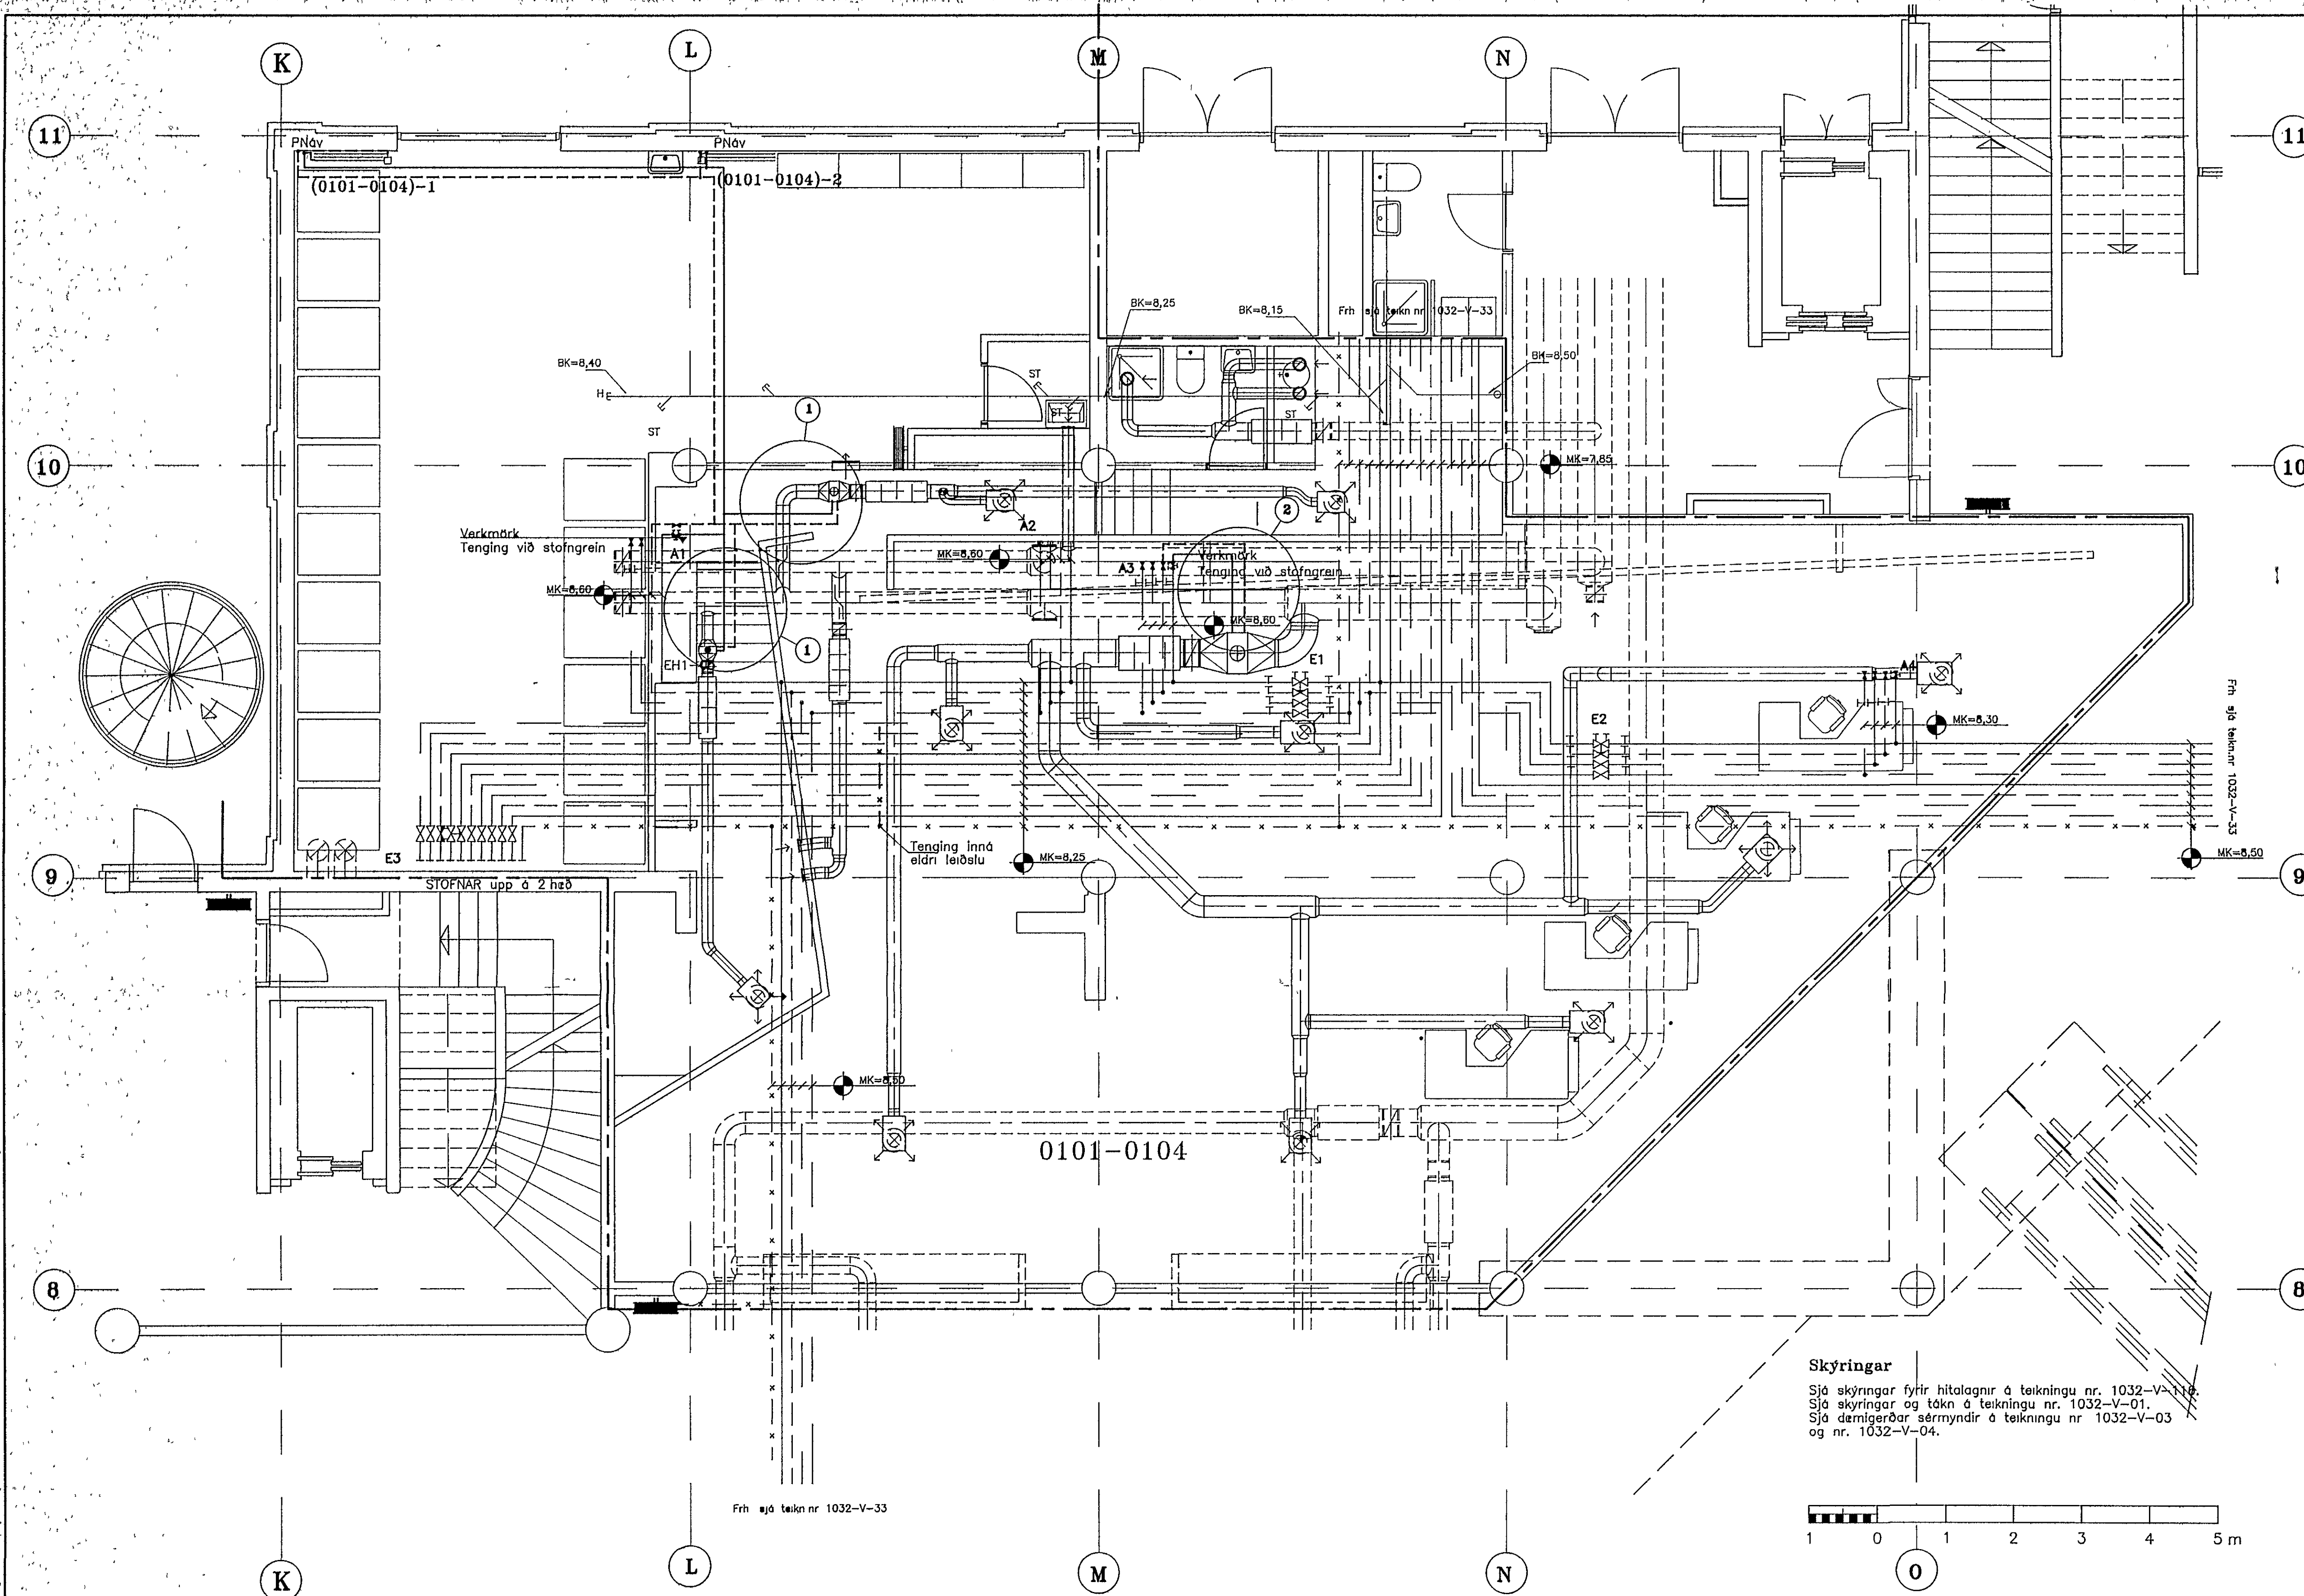 K
L
M
N
11
11
PNáv
PNáv
(0101-0104)-1
(0101-0104)-2
BK=8,25
BK=8,15
Frh sjá teikn nr 1032-V-33
BK=8,40
BK=8,50
H
ST
ST
ST
ST
1
10
MK=7,85
10
2
A2
Verkmörk
Tenging við stofngrein
A1
MK=8,60
Verkmörk
Tenging við stofngrein
A3
MK=8,60
MK=8,60
1
EH1
E1
A4
E2
MK=8,30
Frh sjá teikn.nr 1032-V-33
Tenging inná
eldri leiðslu
E3
MK=8,25
MK=8,50
9
STOFNAR upp á 2 hæð
9
MK=8,50
0101-0104
8
8
Skýringar
Sjá skýringar fyrir hitalagnir á teikningu nr. 1032-V-118.
Sjá skyringar og tákn á teikningu nr. 1032-V-01.
Sjá dæmigerðar sérmyndir á teikningu nr 1032-V-03
og nr. 1032-V-04.
Frh sjá teikn nr 1032-V-33
1 0 1 2 3 4 5 m
K
L
M
N
O